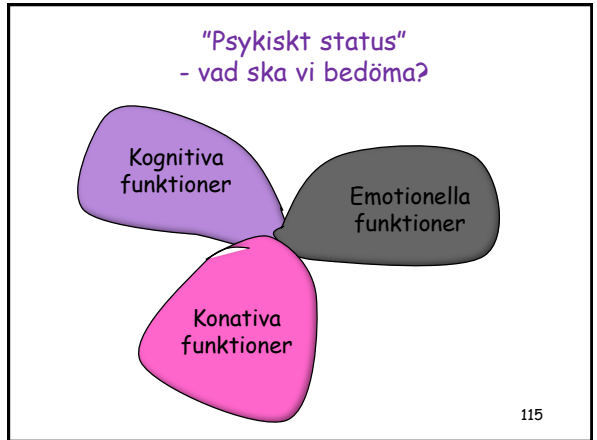 "Psykiskt status"
- vad ska vi bedöma?
Kognitiva
funktioner
Emotionella
funktioner
Konativa
funktioner
115